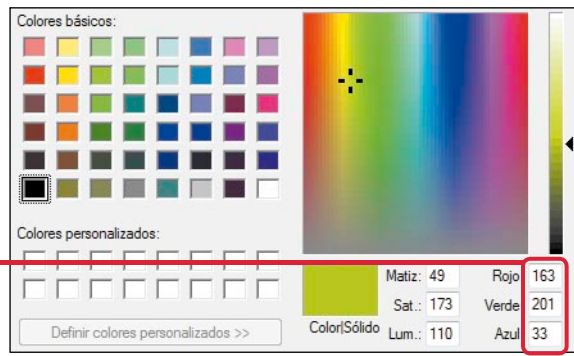 Colores básicos:
Colores personalizados:
Definir colores personalizados >>
Color|Sólido
Matiz: 49
Sat.: 173
Lum.: 110
Rojo 163
Verde 201
Azul 33